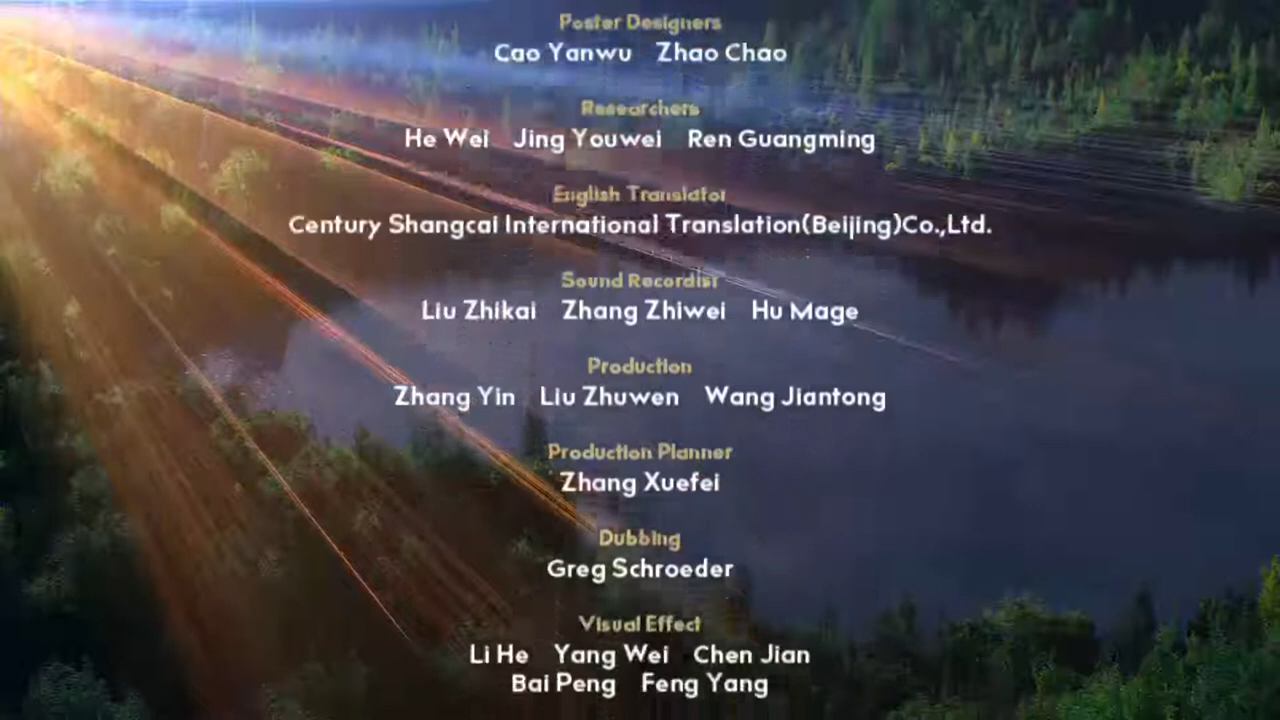 Poster Designers
Cao Yanwu Zhao Chao
Researchers
He Wei Jing Youwei Ren Guangming
English Translator
Century Shangcai International Translation(Beijing)Co.,Ltd.
Sound Recordist
Liu Zhikai Zhang Zhiwei Hu Mage
Production
Zhang Yin Liu Zhuwen Wang Jiantong
Production Planner
Zhang Xuefei
Dubbing
Greg Schroeder
Visual Effect
Li He Yang Wei Chen Jian
Bai Peng Feng Yang